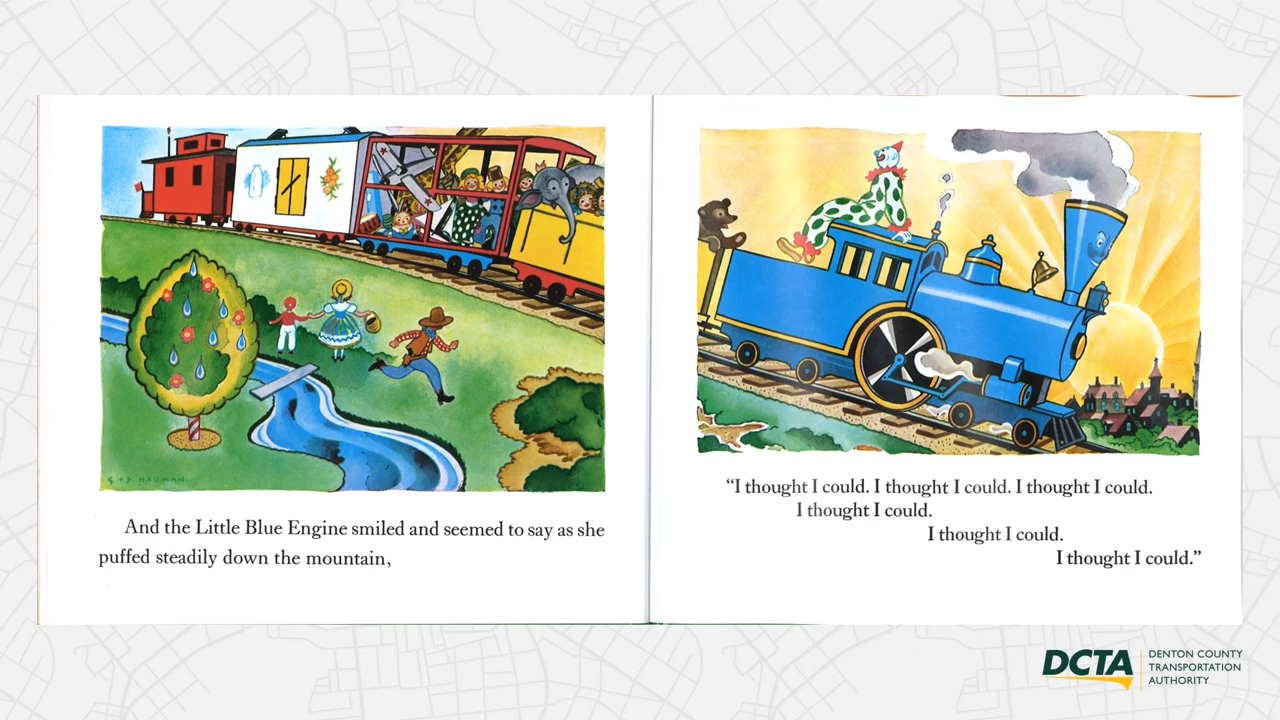 G + D. HAUMAN.
And the Little Blue Engine smiled and seemed to say as she
puffed steadily down the mountain,
“I thought I could. I thought I could. I thought I could.
I thought I could.
I thought I could.
I thought I could.”
DCTA
DENTON COUNTY
TRANSPORTATION
AUTHORITY